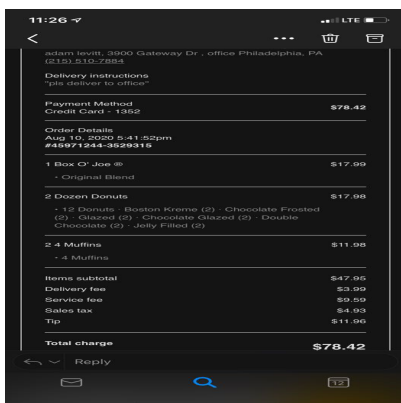 11:26
LTE
adam levitt, 3900 Gateway Dr , office Philadelphia, PA
(215) 510-7884
Delivery instructions
"pls deliver to office"
Payment Method
Credit Card - 1352
$78.42
Order Details
Aug 10, 2020 5:41:52pm
#45971244-3529315
1 Box O' Joe ® $17.99
• Original Blend
2 Dozen Donuts $17.98
• 12 Donuts · Boston Kreme (2) · Chocolate Frosted
(2) · Glazed (2) · Chocolate Glazed (2) · Double
Chocolate (2) · Jelly Filled (2)
2 4 Muffins $11.98
• 4 Muffins
Items subtotal $47.95
Delivery fee $3.99
Service fee $9.59
Sales tax $4.93
Tip $11.96
Total charge $78.42
Reply
12